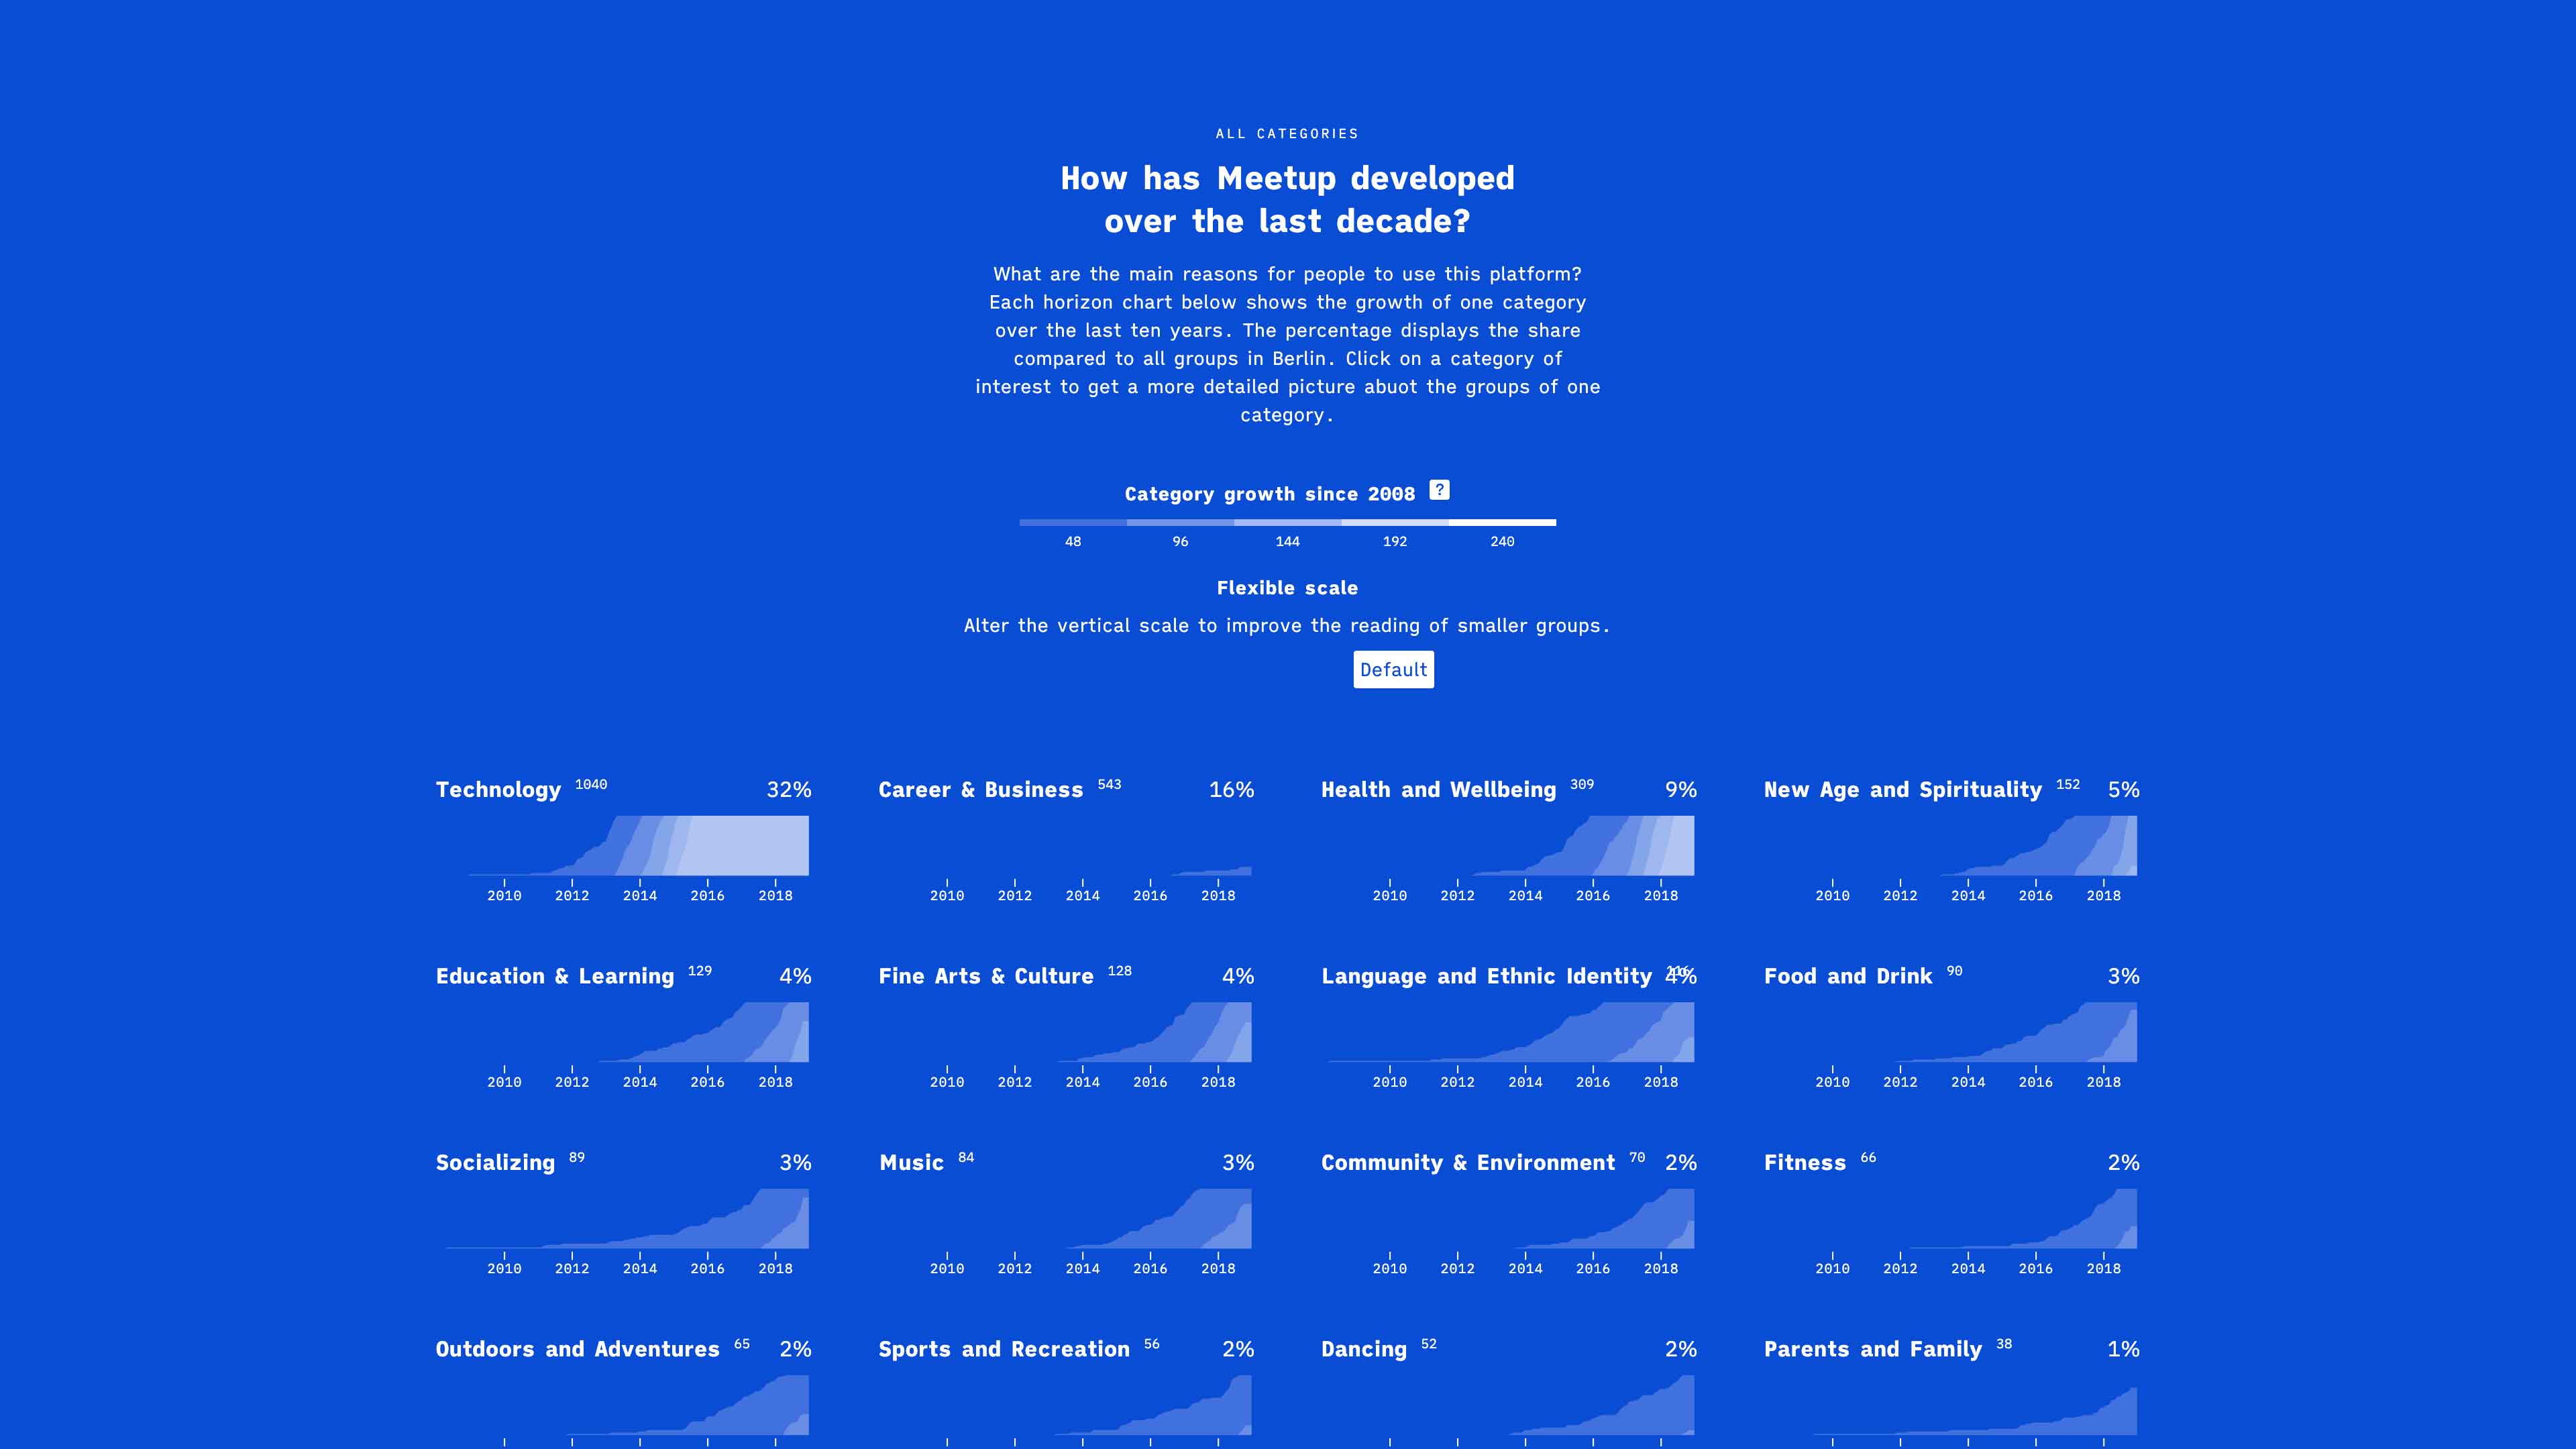 ALL CATEGORIES
How has Meetup developed
over the last decade?
What are the main reasons for people to use this platform?
Each horizon chart below shows the growth of one category
over the last ten years. The percentage displays the share
compared to all groups in Berlin. Click on a category of
interest to get a more detailed picture abuot the groups of one
category.
Category growth since 2008 ?
48 96 144 192 240
Flexible scale
Alter the vertical scale to improve the reading of smaller groups.
Default
Technology 1040 32% Career & Business 543 16% Health and Wellbeing 309 9% New Age and Spirituality 152 5%
2010 2012 2014 2016 2018 2010 2012 2014 2016 2018 2010 2012 2014 2016 2018 2010 2012 2014 2016 2018
Education & Learning 129 4% Fine Arts & Culture 128 4% Language and Ethnic Identity 4% Food and Drink 90 3%
2010 2012 2014 2016 2018 2010 2012 2014 2016 2018 2010 2012 2014 2016 2018 2010 2012 2014 2016 2018
Socializing 89 3% Music 84 3% Community & Environment 70 2% Fitness 66 2%
2010 2012 2014 2016 2018 2010 2012 2014 2016 2018 2010 2012 2014 2016 2018 2010 2012 2014 2016 2018
Outdoors and Adventures 65 2% Sports and Recreation 56 2% Dancing 52 2% Parents and Family 38 1%